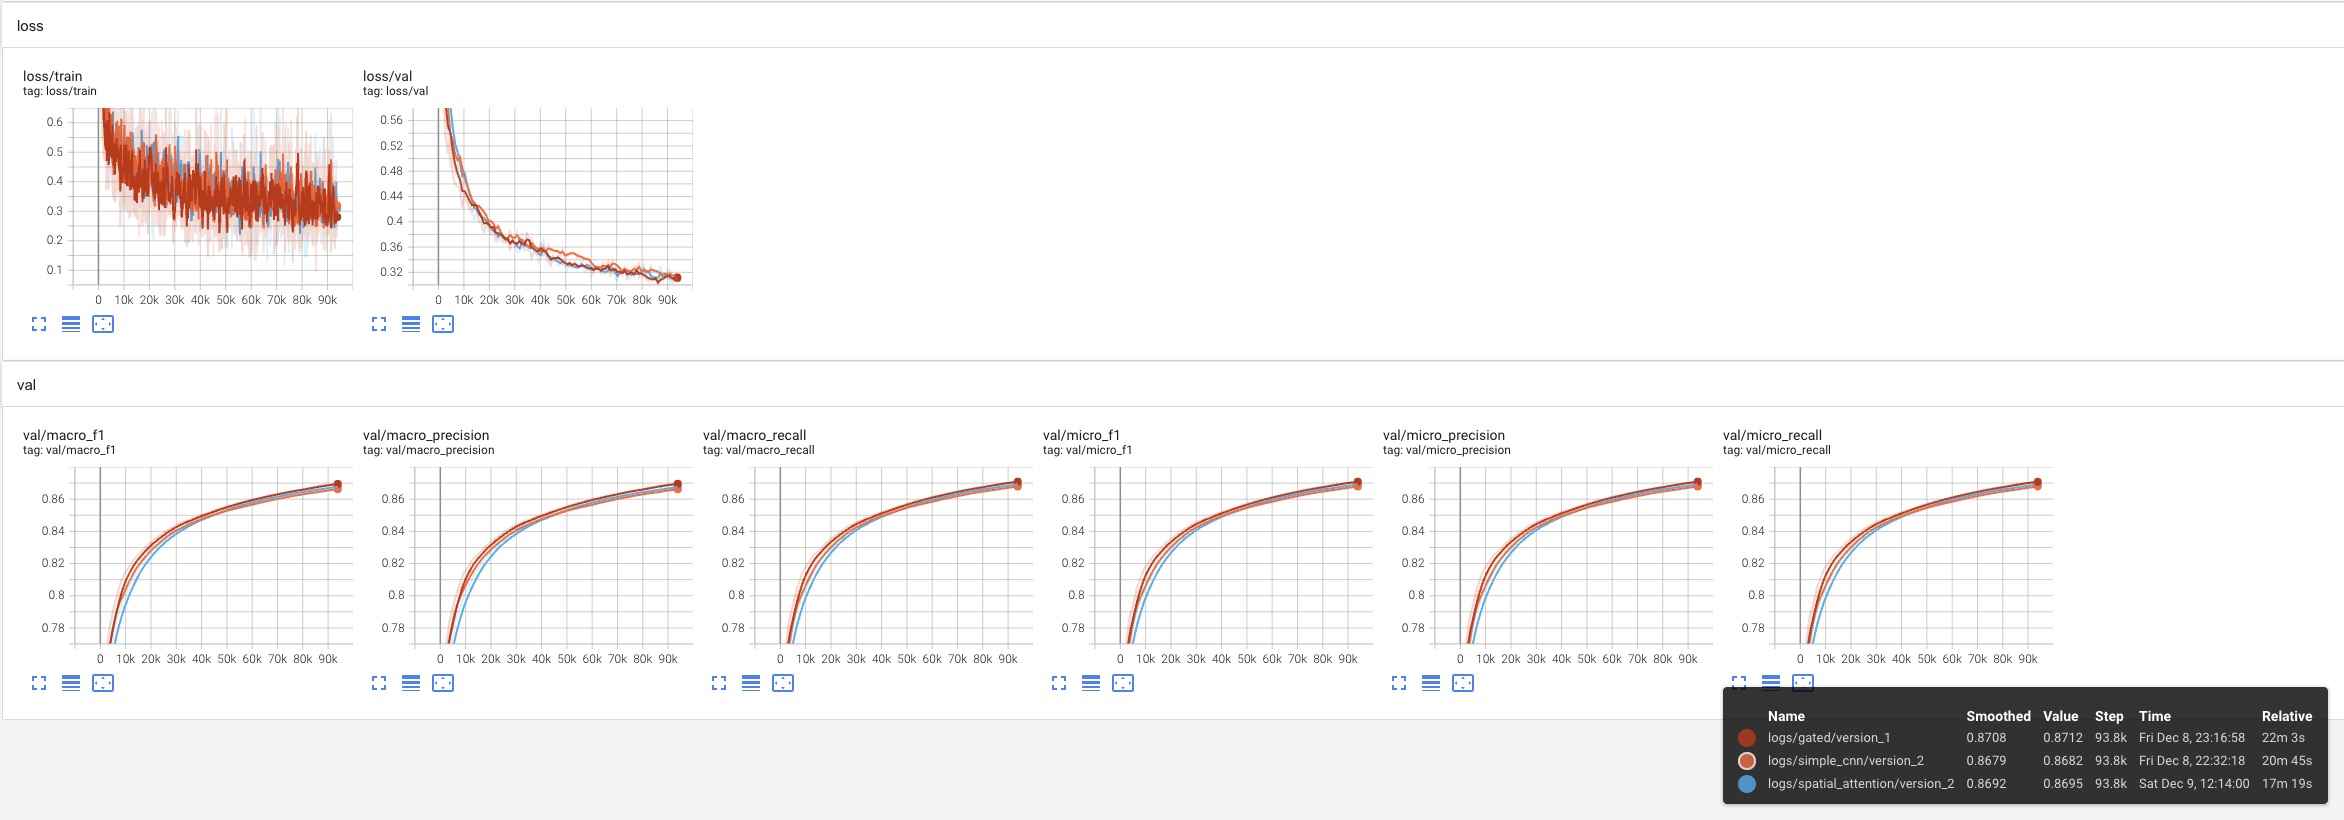 loss
loss/train
tag: loss/train
0.6
0.5
0.4
0.3
0.2
0.1
0 10k 20k 30k 40k 50k 60k 70k 80k 90k
loss/val
tag: loss/val
0.56
0.52
0.48
0.44
0.4
0.36
0.32
0 10k 20k 30k 40k 50k 60k 70k 80k 90k
val
val/macro_f1
tag: val/macro_f1
0.86
0.84
0.82
0.8
0.78
0 10k 20k 30k 40k 50k 60k 70k 80k 90k
val/macro_precision
tag: val/macro_precision
0.86
0.84
0.82
0.8
0.78
0 10k 20k 30k 40k 50k 60k 70k 80k 90k
val/macro_recall
tag: val/macro_recall
0.86
0.84
0.82
0.8
0.78
0 10k 20k 30k 40k 50k 60k 70k 80k 90k
val/micro_f1
tag: val/micro_f1
0.86
0.84
0.82
0.8
0.78
0 10k 20k 30k 40k 50k 60k 70k 80k 90k
val/micro_precision
tag: val/micro_precision
0.86
0.84
0.82
0.8
0.78
0 10k 20k 30k 40k 50k 60k 70k 80k 90k
val/micro_recall
tag: val/micro_recall
0.86
0.84
0.82
0.8
0.78
0 10k 20k 30k 40k 50k 60k 70k 80k 90k
Name Smoothed Value Step Time Relative
logs/gated/version_1 0.8708 0.8712 93.8k Fri Dec 8, 23:16:58 22m 3s
logs/simple_cnn/version_2 0.8679 0.8682 93.8k Fri Dec 8, 22:32:18 20m 45s
logs/spatial_attention/version_2 0.8692 0.8695 93.8k Sat Dec 9, 12:14:00 17m 19s